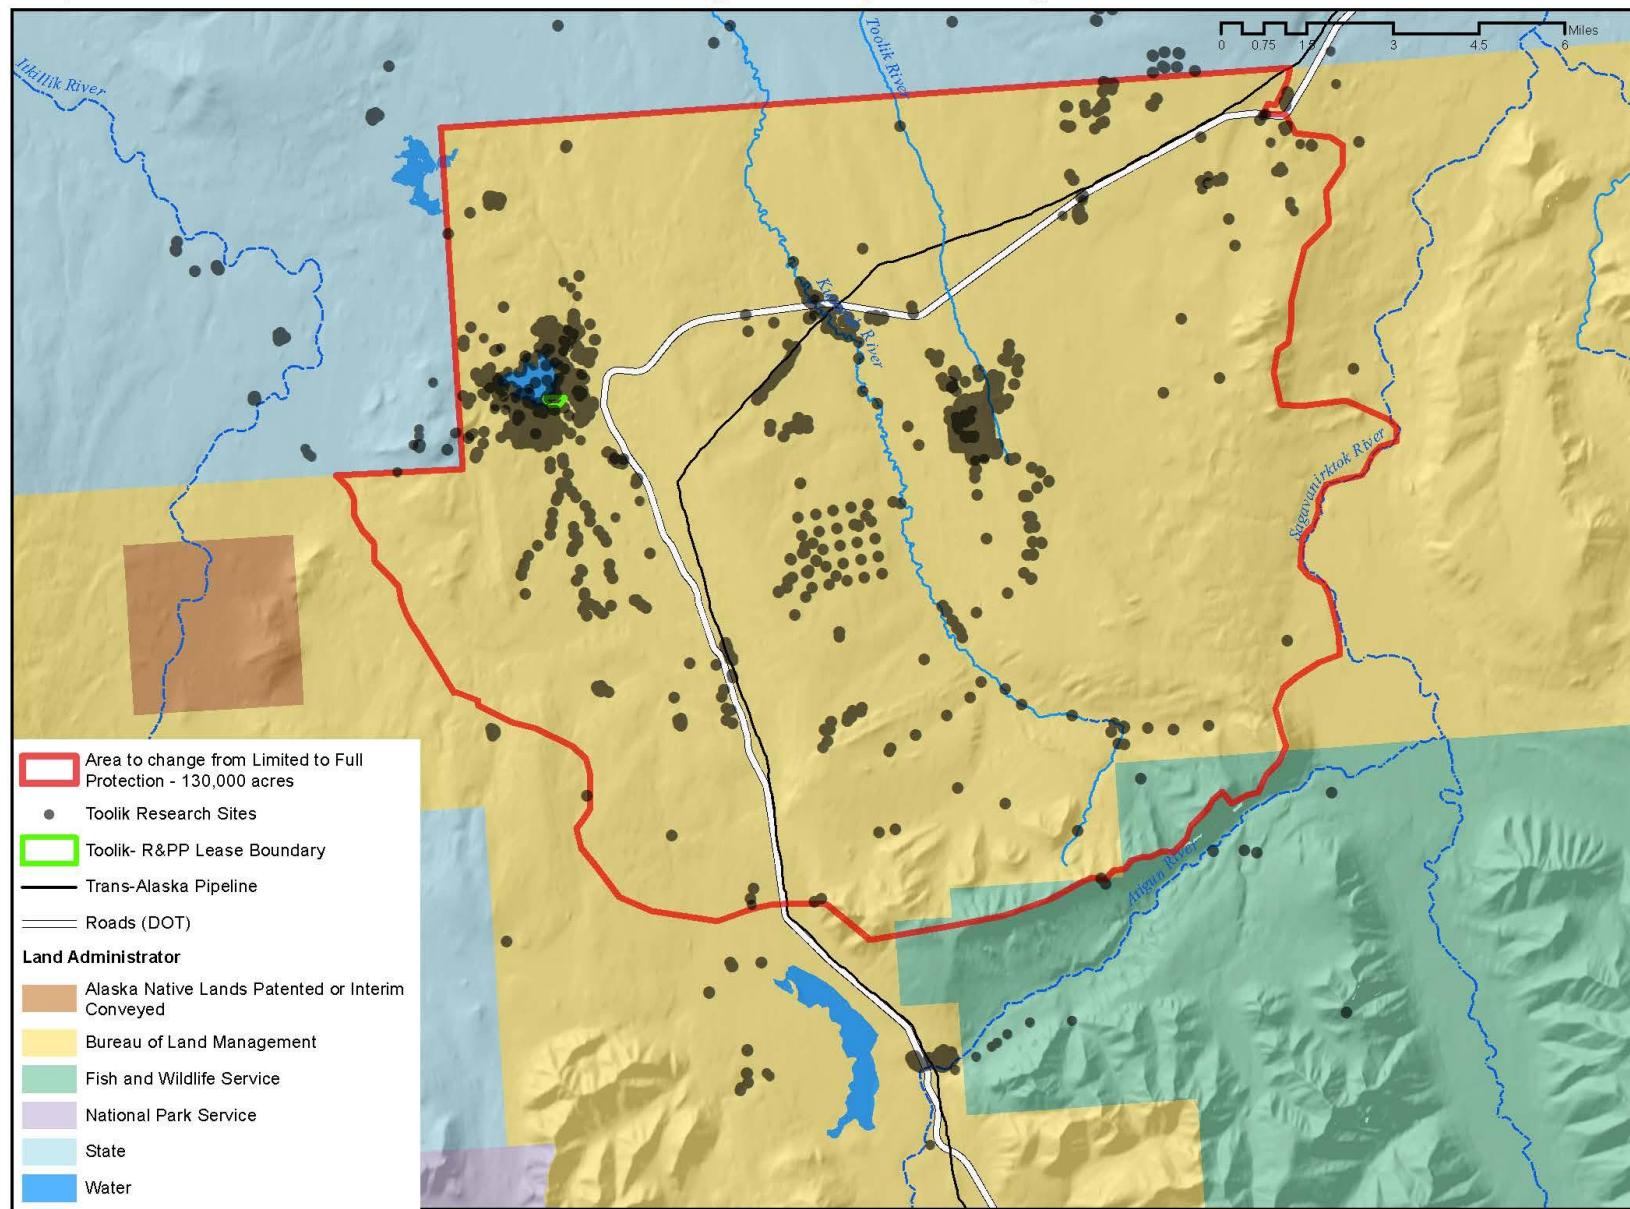 Itkillik River
Toolik River
0 0.75 1.5 3 4.5 6 Miles
River
Sagavanirktok River
Atigun River
Area to change from Limited to Full
Protection - 130,000 acres
Toolik Research Sites
Toolik- R&PP Lease Boundary
Trans-Alaska Pipeline
Roads (DOT)
Land Administrator
Alaska Native Lands Patented or Interim
Conveyed
Bureau of Land Management
Fish and Wildlife Service
National Park Service
State
Water